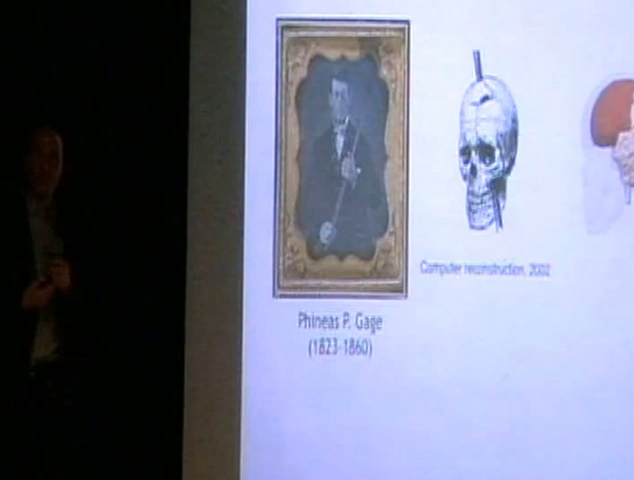 Phineas P. Gage
(1823-1860)
Computer reconstruction, 2002